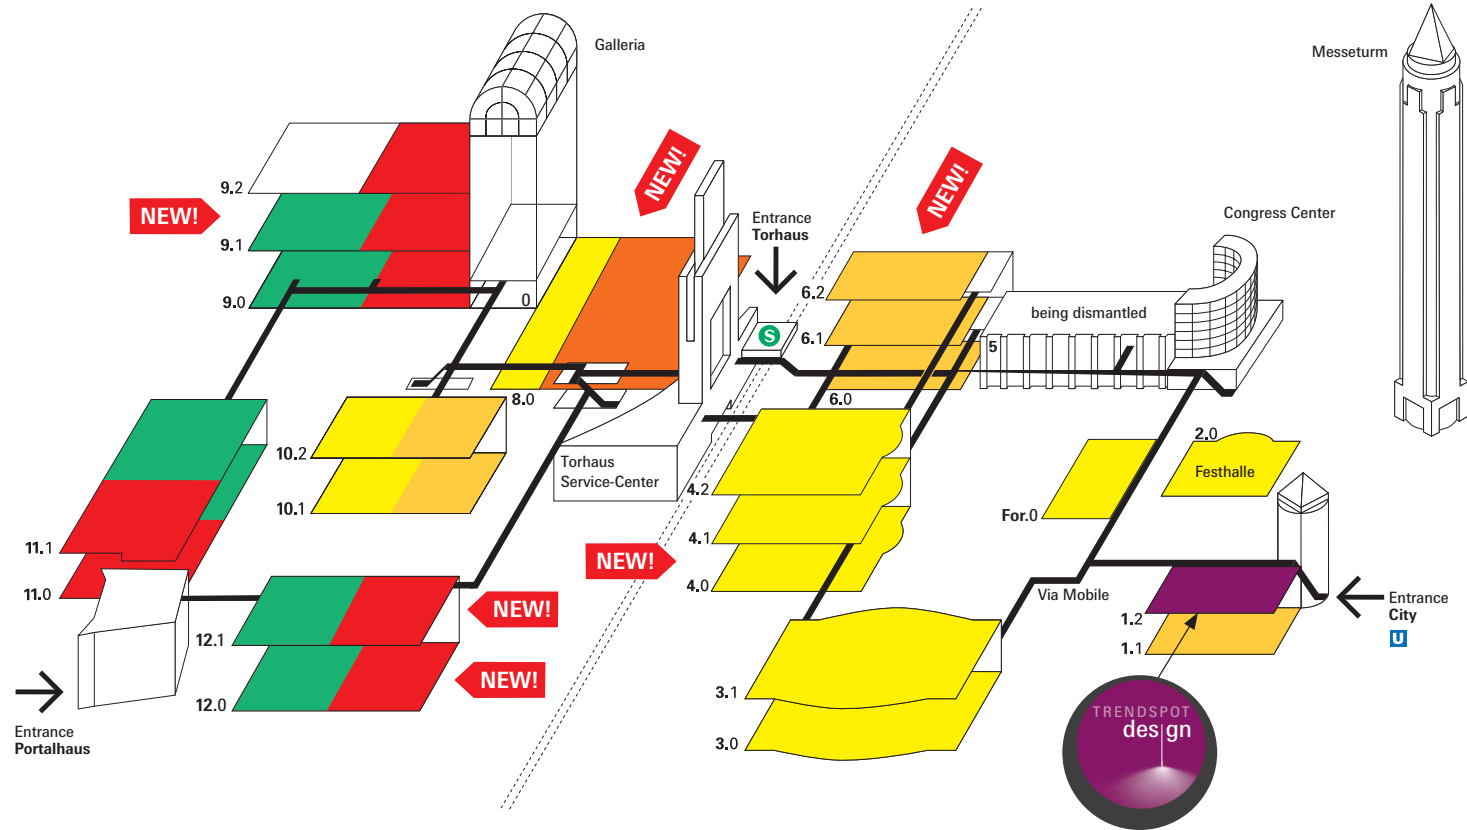 Galleria
Messeturm
9.2
NEW!
NEW!
NEW!
Entrance
Torhaus
Congress Center
9.1
9.0
0
S
6.2
6.1
being dismantled
5
8.0
6.0
10.2
10.1
Torhaus
Service-Center
4.2
4.1
NEW!
4.0
2.0
Festhalle
For.0
11.1
11.0
Via Mobile
Entrance
City
U
1.2
1.1
NEW!
12.1
NEW!
12.0
3.1
3.0
Entrance
Portalhaus
TRENDSPOT
design